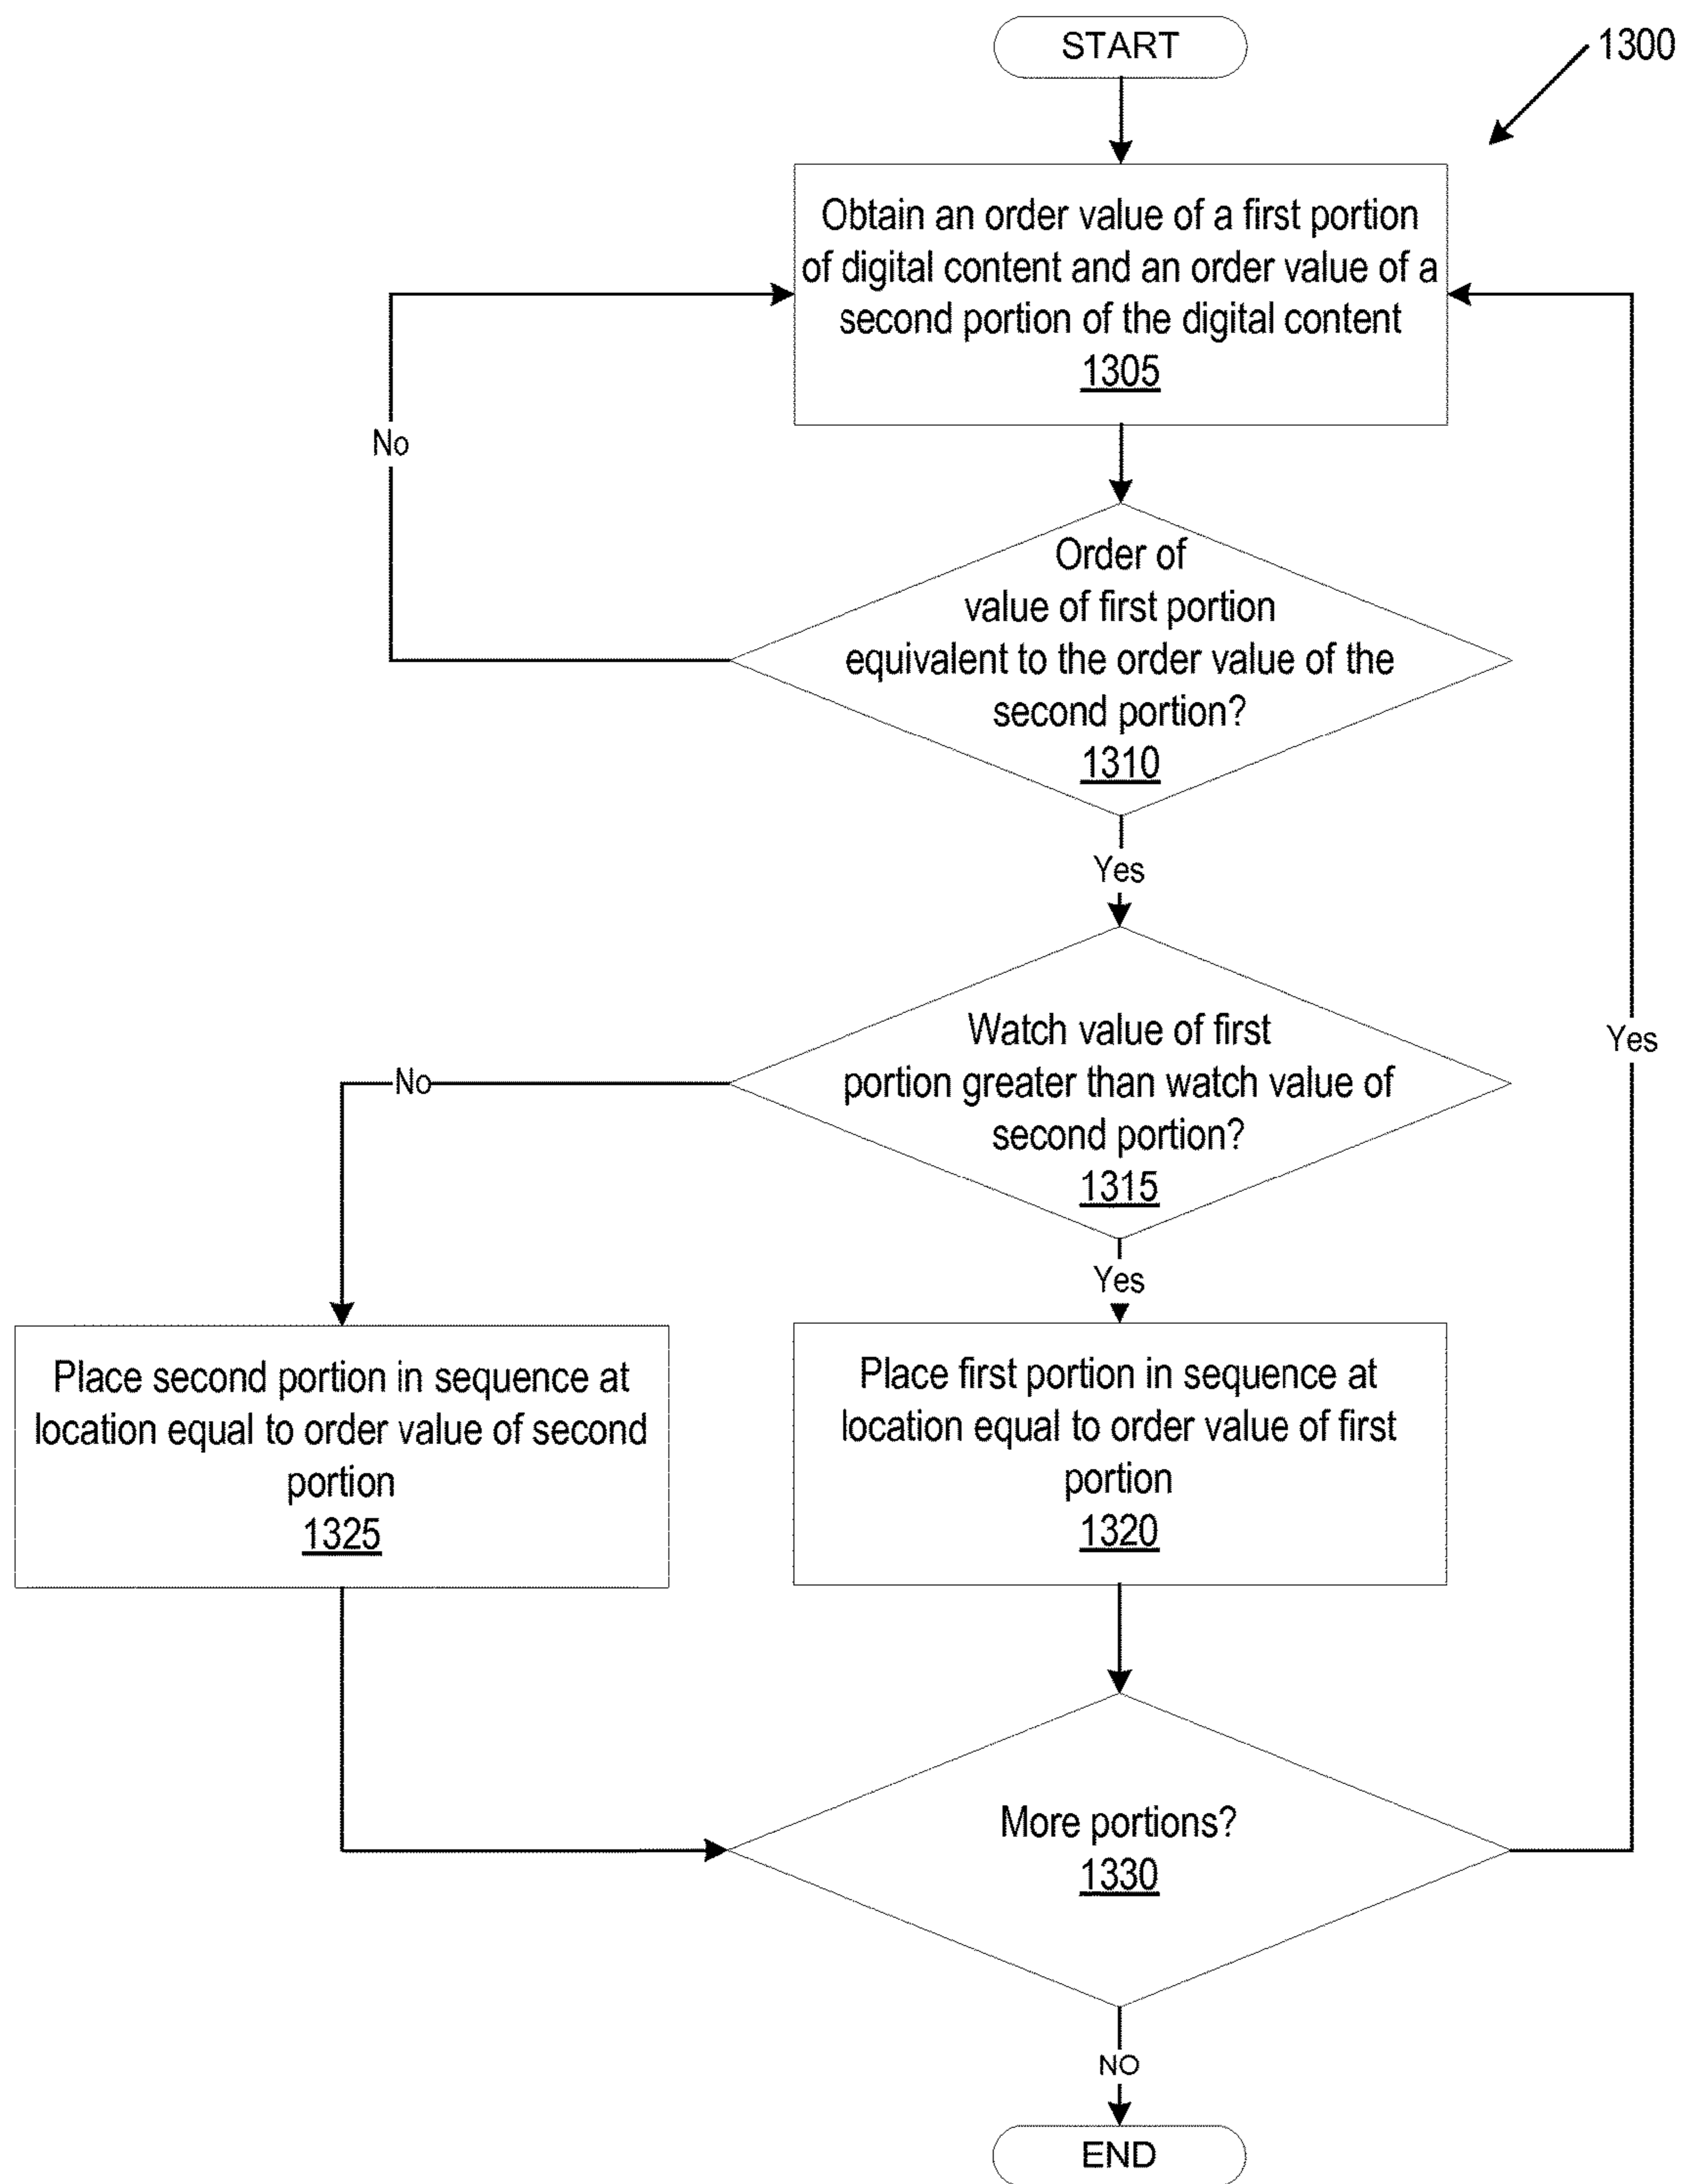 START
1300
Obtain an order value of a first portion
of digital content and an order value of a
second portion of the digital content
1305
No
Order of
value of first portion
equivalent to the order value of the
second portion?
1310
Yes
Watch value of first
portion greater than watch value of
second portion?
1315
No
Yes
Yes
Place second portion in sequence at
location equal to order value of second
portion
1325
Place first portion in sequence at
location equal to order value of first
portion
1320
More portions?
1330
NO
END